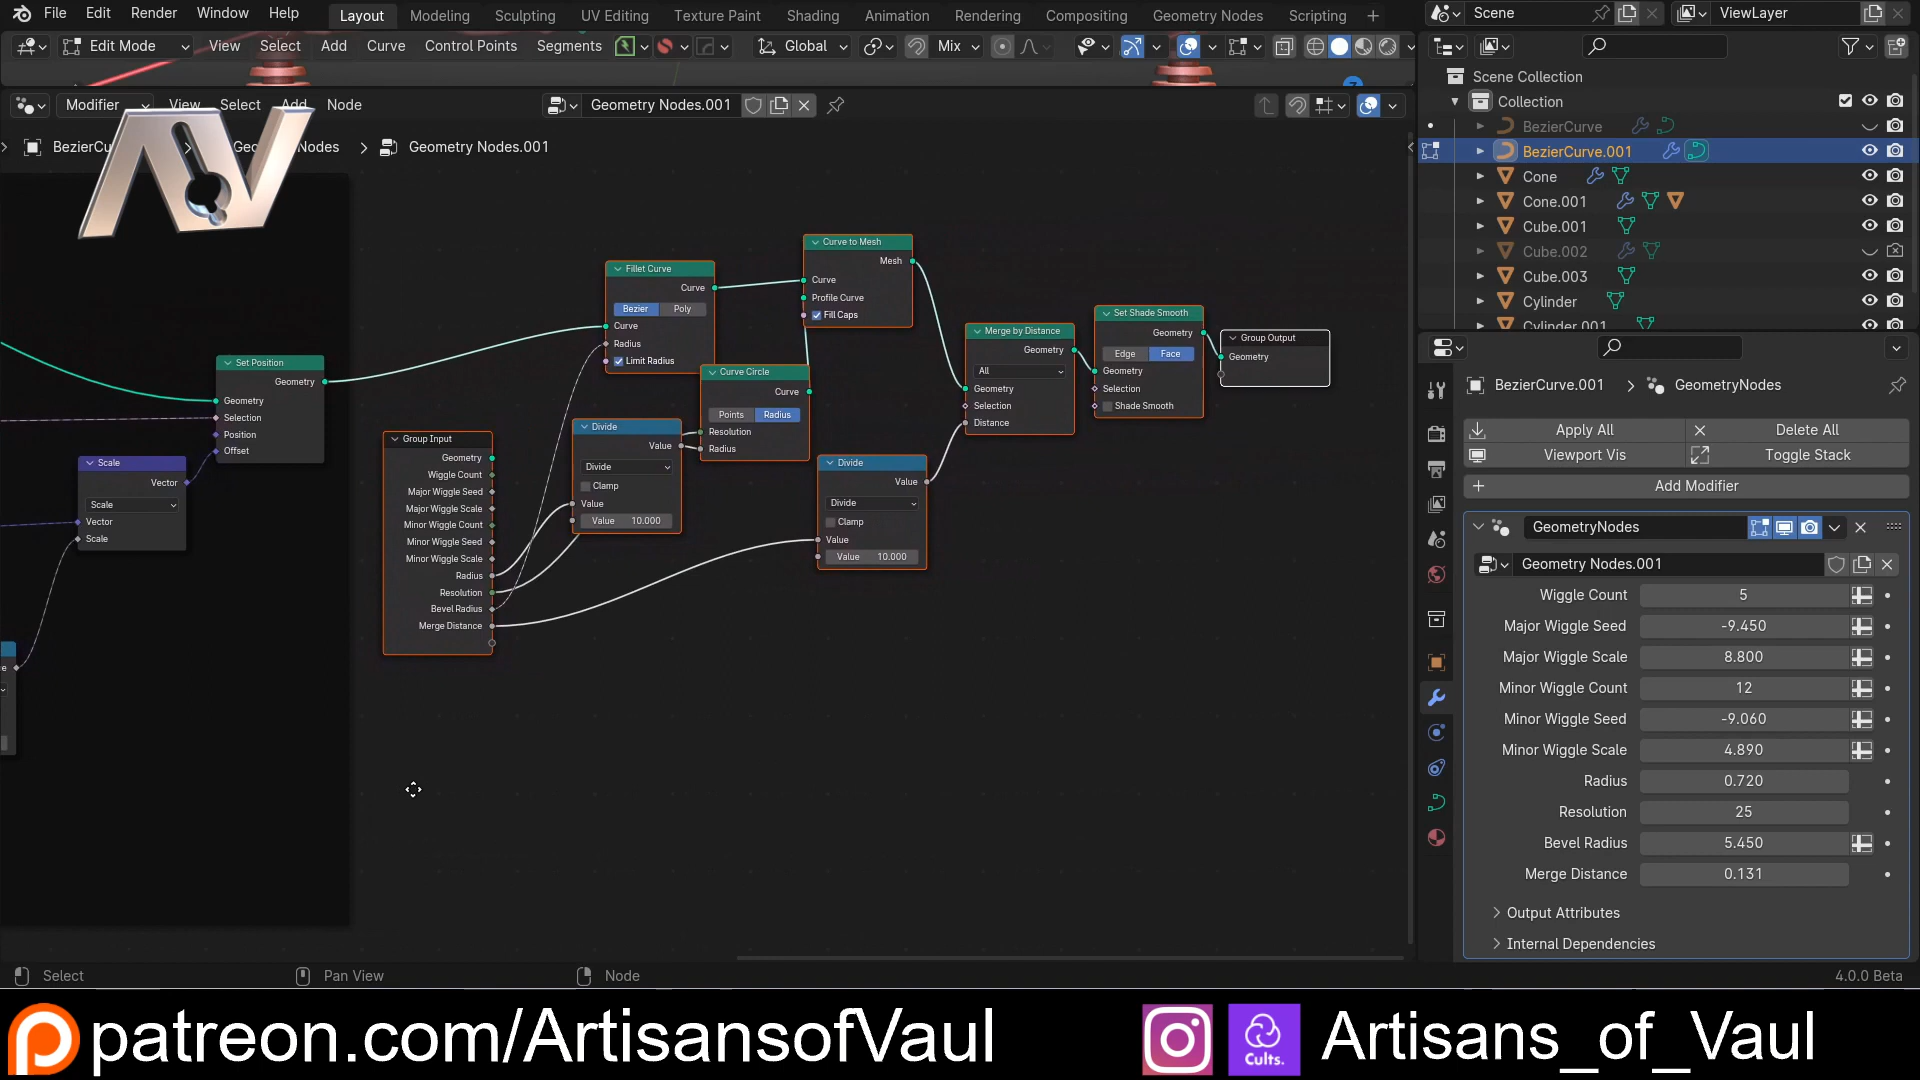 File Edit Render Window Help Layout Modeling Sculpting UV Editing Texture Paint Shading Animation Rendering Compositing Geometry Nodes Scripting +
Scene ViewLayer
Edit Mode View Select Add Curve Control Points Segments Global Mix
Modifier View Select Add Node Geometry Nodes.001
Geometry Nodes.001
AV
Fillet Curve
Curve
Bezier Poly
Curve
Radius
Limit Radius
Curve to Mesh
Mesh
Curve
Profile Curve
Fill Caps
Set Position
Geometry
Geometry
Selection
Position
Offset
Scale
Vector
Scale
Vector
Scale
Curve Circle
Curve
Points Radius
Resolution
Radius
Merge by Distance
Geometry
All
Geometry
Selection
Distance
Set Shade Smooth
Geometry
Edge Face
Geometry
Selection
Shade Smooth
Group Output
Geometry
Group Input
Geometry
Wiggle Count
Major Wiggle Seed
Major Wiggle Scale
Minor Wiggle Count
Minor Wiggle Seed
Minor Wiggle Scale
Radius
Resolution
Bevel Radius
Merge Distance
Divide
Value
Divide
Clamp
Value
Value 10.000
Divide
Value
Divide
Clamp
Value
Value 10.000
Scene Collection
Collection
BezierCurve
BezierCurve.001
Cone
Cone.001
Cube.001
Cube.002
Cube.003
Cylinder
Cylinder.001
BezierCurve.001 GeometryNodes
Apply All Delete All
Viewport Vis Toggle Stack
Add Modifier
GeometryNodes
Geometry Nodes.001
Wiggle Count 5
Major Wiggle Seed -9.450
Major Wiggle Scale 8.800
Minor Wiggle Count 12
Minor Wiggle Seed -9.060
Minor Wiggle Scale 4.890
Radius 0.720
Resolution 25
Bevel Radius 5.450
Merge Distance 0.131
Output Attributes
Internal Dependencies
Select Pan View Node 4.0.0 Beta
patreon.com/ArtisansofVaul Cults. Artisans_of_Vaul